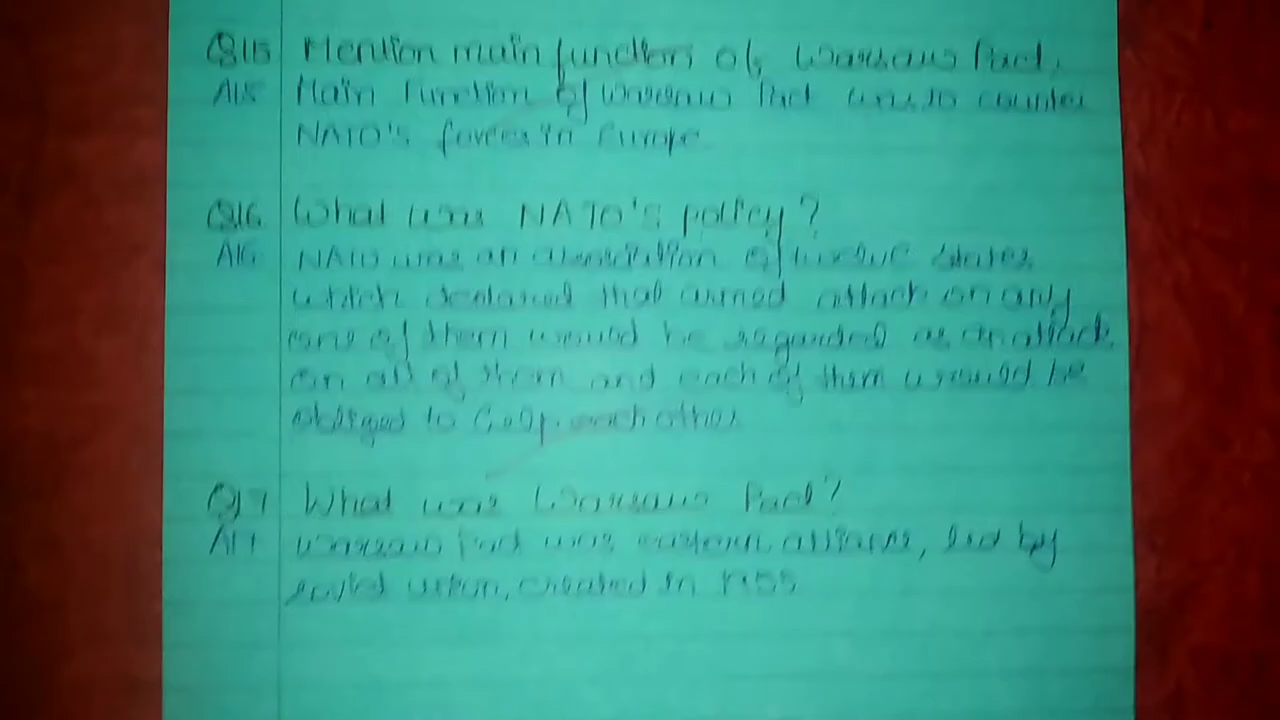 Q15 Mention main function of Warsaw Pact.
A15 Main Function of Warsaw Pact was to counter
NATO's forces in Europe
Q16 What was NATO's policy?
A16 NATO was an association of twelve states
which declared that armed attack on any
one of them would be regarded as an attack
on all of them and each of them would be
obliged to help each other
Q17 What was Warsaw Pact?
A17 Warsaw Pact was eastern alliance, led by
soviet union, created in 1955